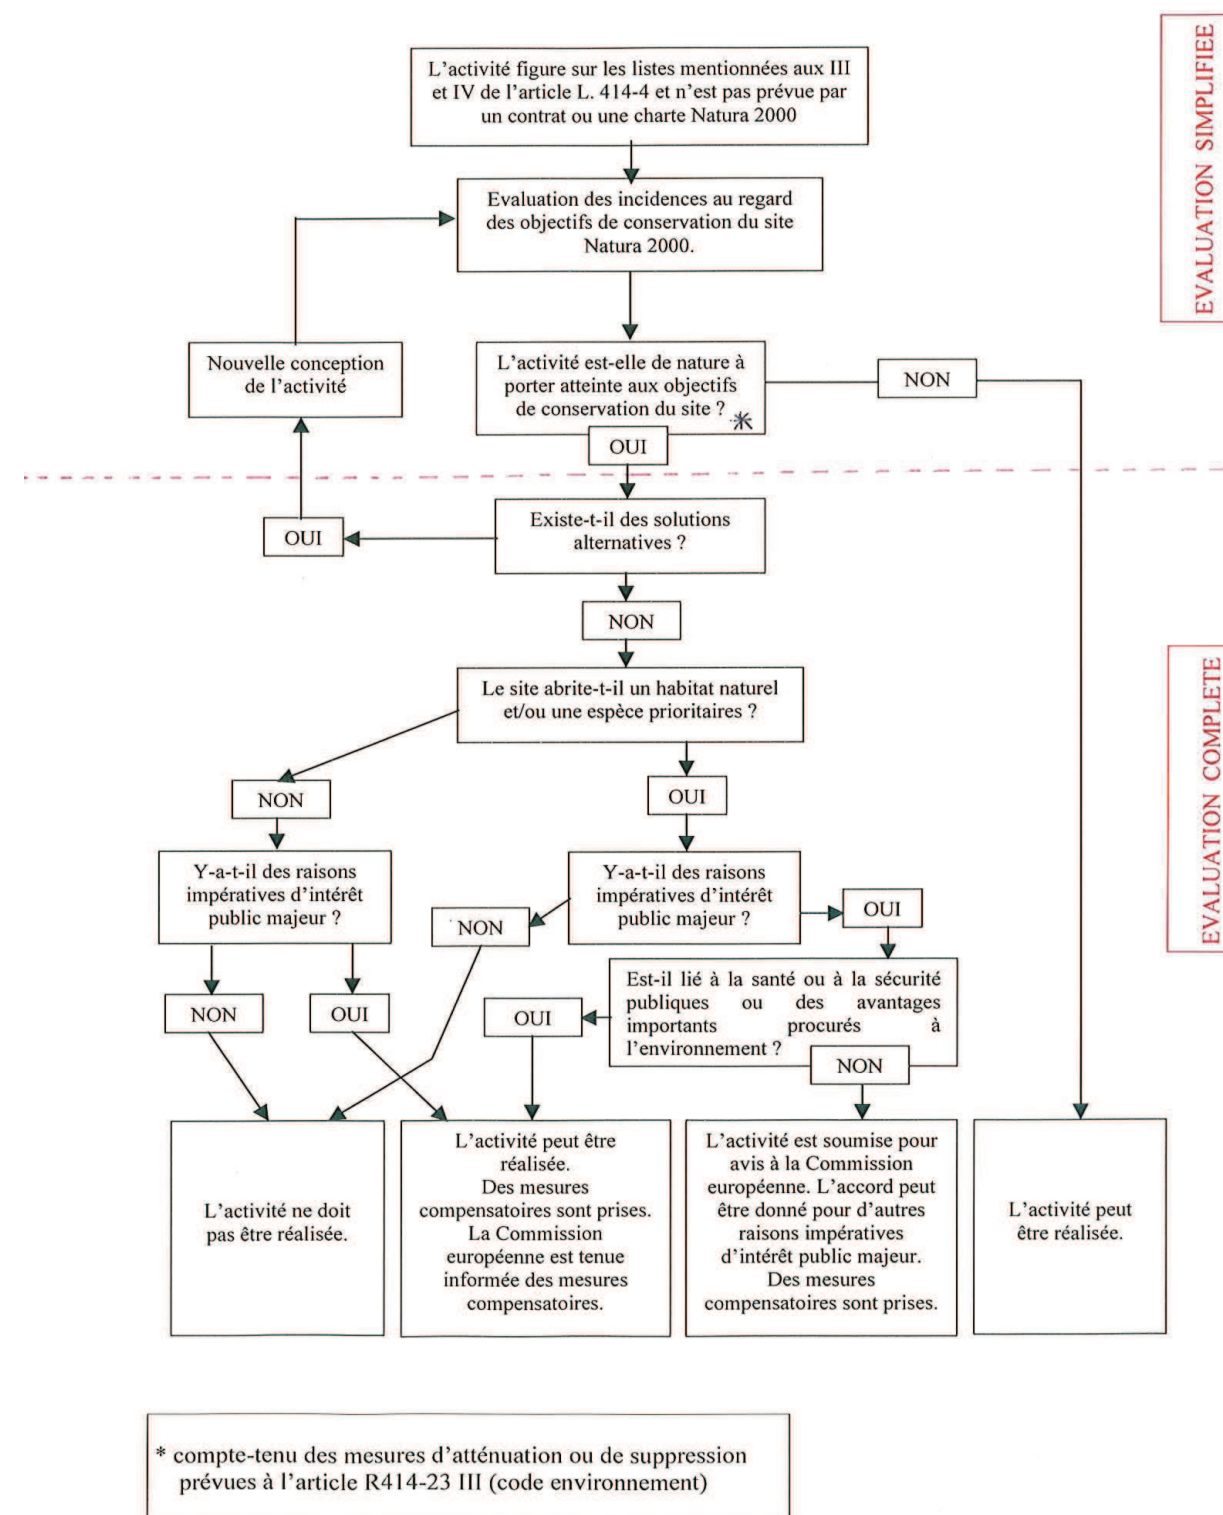 L'activité figure sur les listes mentionnées aux III
et IV de l'article L. 414-4 et n'est pas prévue par
un contrat ou une charte Natura 2000
EVALUATION SIMPLIFIEE
Evaluation des incidences au regard
des objectifs de conservation du site
Natura 2000.
Nouvelle conception
de l'activité
L'activité est-elle de nature à
porter atteinte aux objectifs
de conservation du site ? *
NON
OUI
Existe-t-il des solutions
alternatives ?
OUI
NON
Le site abrite-t-il un habitat naturel
et/ou une espèce prioritaires ?
EVALUATION COMPLETE
NON
OUI
Y-a-t-il des raisons
impératives d'intérêt
public majeur ?
Y-a-t-il des raisons
impératives d'intérêt
public majeur ?
NON
OUI
Est-il lié à la santé ou à la sécurité
publiques ou des avantages
importants procurés à
l'environnement ?
NON
OUI
OUI
NON
L'activité ne doit
pas être réalisée.
L'activité peut être
réalisée.
Des mesures
compensatoires sont prises.
La Commission
européenne est tenue
informée des mesures
compensatoires.
L'activité est soumise pour
avis à la Commission
européenne. L'accord peut
être donné pour d'autres
raisons impératives
d'intérêt public majeur.
Des mesures
compensatoires sont prises.
L'activité peut
être réalisée.
* compte-tenu des mesures d'atténuation ou de suppression
prévues à l'article R414-23 III (code environnement)